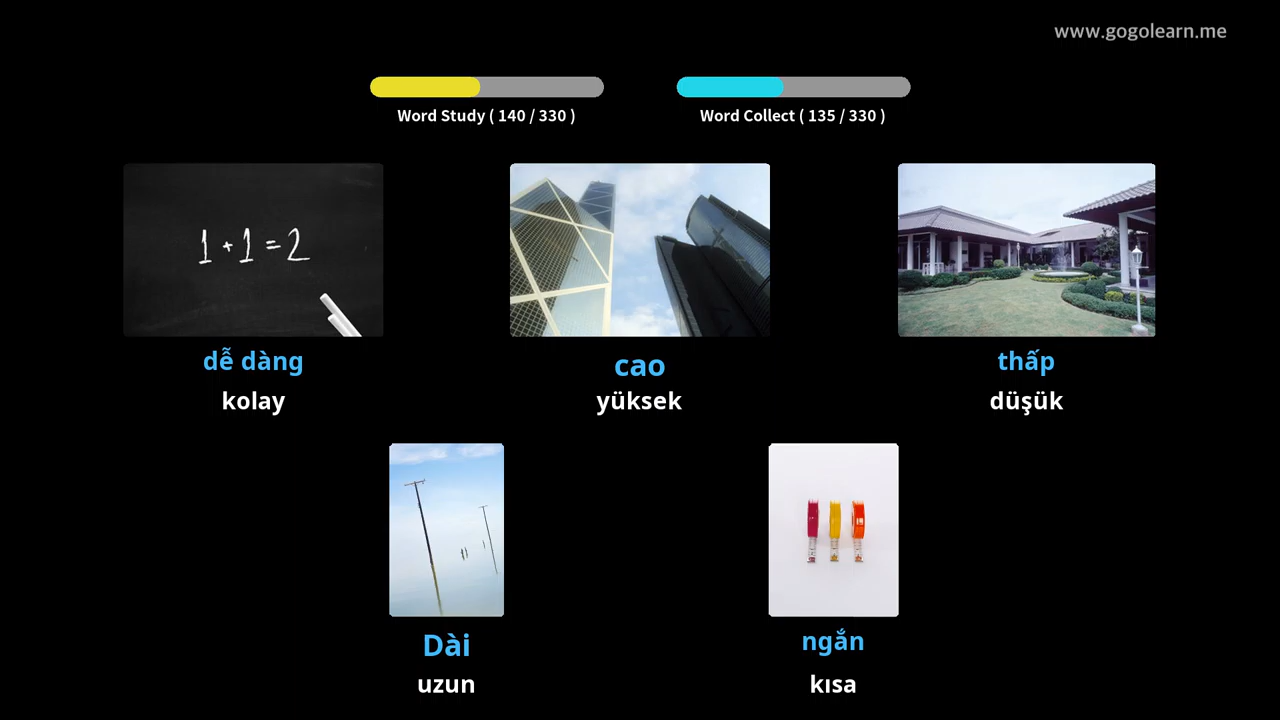 www.gogolearn.me
Word Study ( 140 / 330 )
Word Collect ( 135 / 330 )
1 + 1 = 2
dễ dàng
cao
thấp
kolay
yüksek
düşük
Dài
ngắn
uzun
kısa